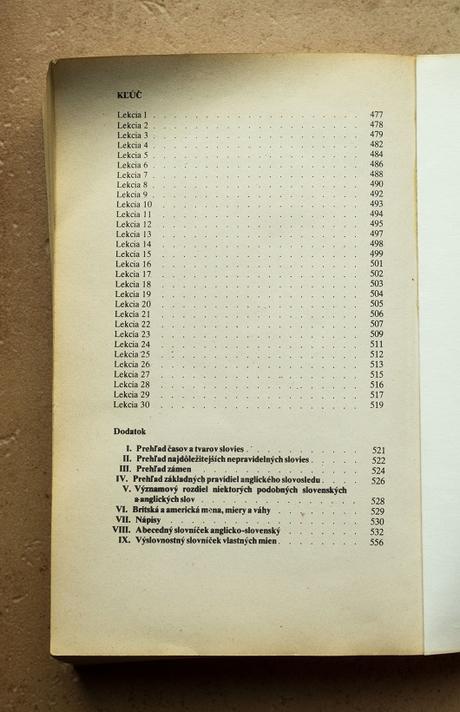 KĽÚČ
Lekcia 1 . . . . . . . . . . . . . . . . 477
Lekcia 2 . . . . . . . . . . . . . . . . 478
Lekcia 3 . . . . . . . . . . . . . . . . 479
Lekcia 4 . . . . . . . . . . . . . . . . 482
Lekcia 5 . . . . . . . . . . . . . . . . 484
Lekcia 6 . . . . . . . . . . . . . . . . 486
Lekcia 7 . . . . . . . . . . . . . . . . 488
Lekcia 8 . . . . . . . . . . . . . . . . 490
Lekcia 9 . . . . . . . . . . . . . . . . 492
Lekcia 10 . . . . . . . . . . . . . . . . 493
Lekcia 11 . . . . . . . . . . . . . . . . 494
Lekcia 12 . . . . . . . . . . . . . . . . 495
Lekcia 13 . . . . . . . . . . . . . . . . 497
Lekcia 14 . . . . . . . . . . . . . . . . 498
Lekcia 15 . . . . . . . . . . . . . . . . 499
Lekcia 16 . . . . . . . . . . . . . . . . 501
Lekcia 17 . . . . . . . . . . . . . . . . 502
Lekcia 18 . . . . . . . . . . . . . . . . 503
Lekcia 19 . . . . . . . . . . . . . . . . 504
Lekcia 20 . . . . . . . . . . . . . . . . 505
Lekcia 21 . . . . . . . . . . . . . . . . 506
Lekcia 22 . . . . . . . . . . . . . . . . 507
Lekcia 23 . . . . . . . . . . . . . . . . 509
Lekcia 24 . . . . . . . . . . . . . . . . 511
Lekcia 25 . . . . . . . . . . . . . . . . 512
Lekcia 26 . . . . . . . . . . . . . . . . 513
Lekcia 27 . . . . . . . . . . . . . . . . 515
Lekcia 28 . . . . . . . . . . . . . . . . 516
Lekcia 29 . . . . . . . . . . . . . . . . 517
Lekcia 30 . . . . . . . . . . . . . . . . 519
Dodatok
I. Prehľad časov a tvarov slovies . . . . . . . . . . 521
II. Prehľad najdôležitejších nepravidelných slovies . . . . 522
III. Prehľad zámen . . . . . . . . . . . . . . 524
IV. Prehľad základných pravidiel anglického slovosledu . . . . 526
V. Významový rozdiel niektorých podobných slovenských
a anglických slov . . . . . . . . . . . . . 528
VI. Britská a americká mena, miery a váhy . . . . . . . 529
VII. Nápisy . . . . . . . . . . . . . . . . 530
VIII. Abecedný slovníček anglicko-slovenský . . . . . . . 532
IX. Výslovnostný slovníček vlastných mien . . . . . . . 556